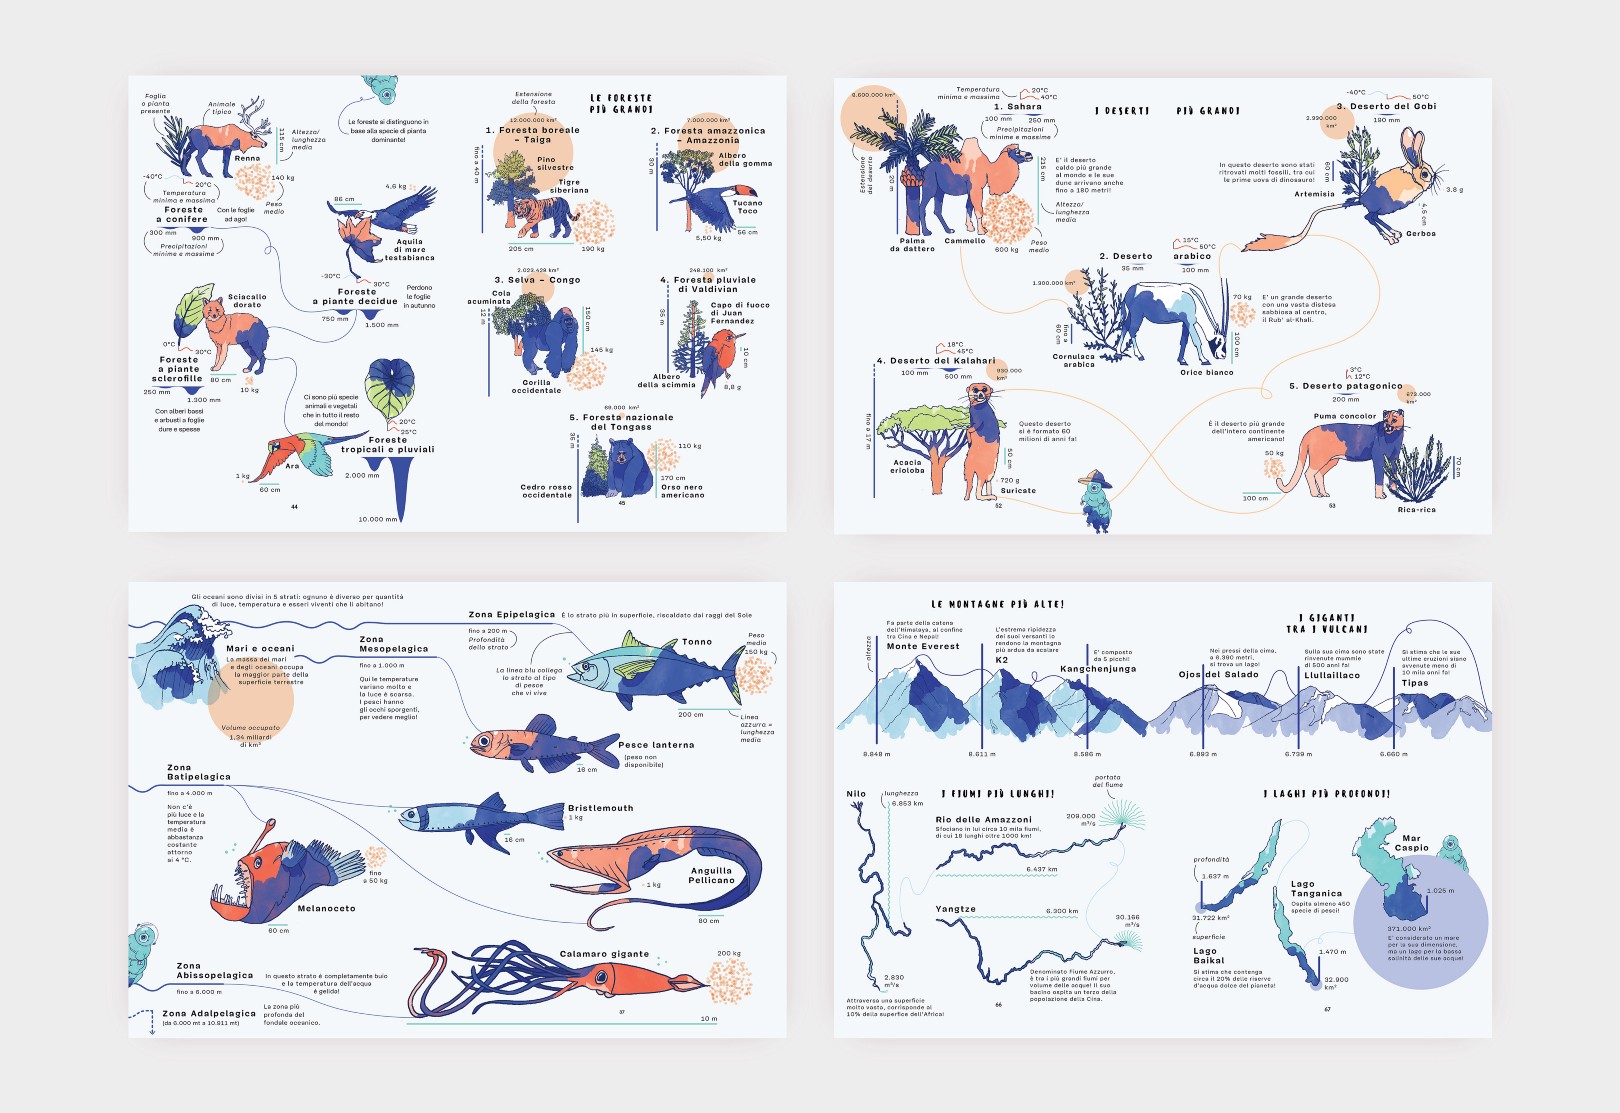 Foglia
o pianta
presente
Animale
tipico
115 cm
Altezza/
lunghezza
media
Renna
-40°C
20°C
Temperatura
minima e massima
140 kg
Peso
medio
Foreste
a conifere
Con le foglie
ad ago!
300 mm
900 mm
Precipitazioni
minime e massime
Le foreste si distinguono in
base alla specie di pianta
dominante!
4,6 kg
86 cm
Aquila
di mare
testabianca
-30°C
30°C
Foreste
a piante decidue
Perdono
le foglie
in autunno
750 mm
1.500 mm
Sciacallo
dorato
0°C
30°C
Foreste
a piante
sclerofille
80 cm
10 kg
250 mm
1.300 mm
Con alberi bassi
e arbusti a foglie
dure e spesse
Ci sono più specie
animali e vegetali
che in tutto il resto
del mondo!
20°C
25°C
Foreste
tropicali e pluviali
Ara
1 kg
60 cm
2.000 mm
10.000 mm
44
LE FORESTE
PIÙ GRANDI
Estensione
della foresta
12.000.000 km²
1. Foresta boreale
– Taiga
fino a 40 m
Pino
silvestre
Tigre
siberiana
205 cm
190 kg
7.000.000 km²
2. Foresta amazzonica
– Amazzonia
30 m
Albero
della gomma
Tucano
Toco
5,50 kg
56 cm
2.023.428 km²
3. Selva – Congo
Cola
acuminata
12 m
150 cm
145 kg
Gorilla
occidentale
248.100 km²
4. Foresta pluviale
di Valdivian
35 m
Capo di fuoco
di Juan
Fernandez
10 cm
Albero
della scimmia
8,8 g
69.000 km²
5. Foresta nazionale
del Tongass
110 kg
170 cm
Cedro rosso
occidentale
Orso nero
americano
45
I DESERTI PIÙ GRANDI
8.600.000 km²
Estensione
del deserto
20 m
Temperatura
minima e massima
20°C
40°C
1. Sahara
100 mm
250 mm
Precipitazioni
minime e massime
215 cm
E' il deserto
caldo più grande
al mondo e le sue
dune arrivano anche
fino a 180 metri!
Altezza/
lunghezza
media
Palma
da dattero
Cammello
600 kg
Peso
medio
-40°C
50°C
3. Deserto del Gobi
190 mm
In questo deserto sono stati
ritrovati molti fossili, tra cui
le prime uova di dinosauro!
60 cm
Artemisia
3.8 g
4,5 cm
Gerboa
15°C
50°C
2. Deserto arabico
35 mm
100 mm
1.300.000 km²
fino a
60 cm
Cornulaca
arabica
70 kg
100 cm
Orice bianco
E' un grande deserto
con una vasta distesa
sabbiosa al centro,
il Rub' al-Khali.
18°C
45°C
4. Deserto del Kalahari
100 mm
500 mm
930.000
km²
fino a 17 m
Acacia
erioloba
Questo deserto
si è formato 60
milioni di anni fa!
50 cm
720 g
Suricate
52
3°C
12°C
5. Deserto patagonico
200 mm
673.000
km²
Puma concolor
È il deserto più grande
dell'intero continente
americano!
50 kg
100 cm
70 cm
Rica-rica
53
Gli oceani sono divisi in 5 strati: ognuno è diverso per quantità
di luce, temperatura e esseri viventi che li abitano!
Mari e oceani
La massa dei mari
e degli oceani occupa
la maggior parte della
superficie terrestre
Volume occupato
1.34 miliardi
di km³
Zona
Mesopelagica
fino a 1.000 m
Qui le temperature
variano molto e
la luce è scarsa.
I pesci hanno
gli occhi sporgenti,
per vedere meglio!
Zona Epipelagica
È lo strato più in superficie, riscaldato dai raggi del Sole
fino a 200 m
Profondità
dello strato
La linea blu collega
lo strato al tipo
di pesce
che vi vive
Tonno
Peso
medio
150 kg
200 cm
Linea
azzurra =
lunghezza
media
Pesce lanterna
(peso non
disponibile)
16 cm
Zona
Batipelagica
fino a 4.000 m
Non c'è
più luce e la
temperatura
media è
abbastanza
costante
attorno
ai 4 °C.
Bristlemouth
1 kg
16 cm
fino
a 50 kg
Melanoceto
60 cm
1 kg
Anguilla
Pellicano
80 cm
Zona
Abissopelagica
fino a 6.000 m
In questo strato è completamente buio
e la temperatura dell'acqua
è gelida!
Zona Adalpelagica
(da 6.000 mt a 10.911 mt)
La zona più
profonda del
fondale oceanico.
Calamaro gigante
200 kg
10 m
37
LE MONTAGNE PIÙ ALTE!
altezza
Fa parte della catena
dell'Himalaya, al confine
tra Cina e Nepal!
Monte Everest
8.848 m
L'estrema ripidezza
dei suoi versanti lo
rendono la montagna
più ardua da scalare
K2
8.611 m
E' composto
da 5 picchi!
Kangchenjunga
8.586 m
I GIGANTI
TRA I VULCANI
Nei pressi della cima,
a 6.390 metri,
si trova un lago!
Ojos del Salado
6.893 m
Sulla sua cima sono state
rinvenute mummie
di 500 anni fa!
Llullaillaco
6.739 m
Si stima che le sue
ultime eruzioni siano
avvenute meno di
10 mila anni fa!
Tipas
6.660 m
I FIUMI PIÙ LUNGHI!
Nilo
lunghezza
6.853 km
2.830
m³/s
Attraversa una superficie
molto vasta, corrisponde al
10% della superfice dell'Africa!
portata
del fiume
209.000
m³/s
Rio delle Amazzoni
Sfociano in lui circa 10 mila fiumi,
di cui 18 lunghi oltre 1000 km!
6.437 km
Yangtze
6.300 km
30.166
m³/s
Denominato Fiume Azzurro,
è tra i più grandi fiumi per
volume delle acque! Il suo
bacino ospita un terzo della
popolazione della Cina.
66
I LAGHI PIÙ PROFONDI!
profondità
1.637 m
31.722 km²
superficie
Lago
Baikal
Si stima che contenga
circa il 20% delle riserve
d'acqua dolce del pianeta!
Lago
Tanganica
Ospita almeno 450
specie di pesci!
1.470 m
32.900
km²
Mar
Caspio
1.025 m
371.000 km²
E' considerato un mare
per la sua dimensione,
ma un lago per la bassa
salinità delle sue acque!
67